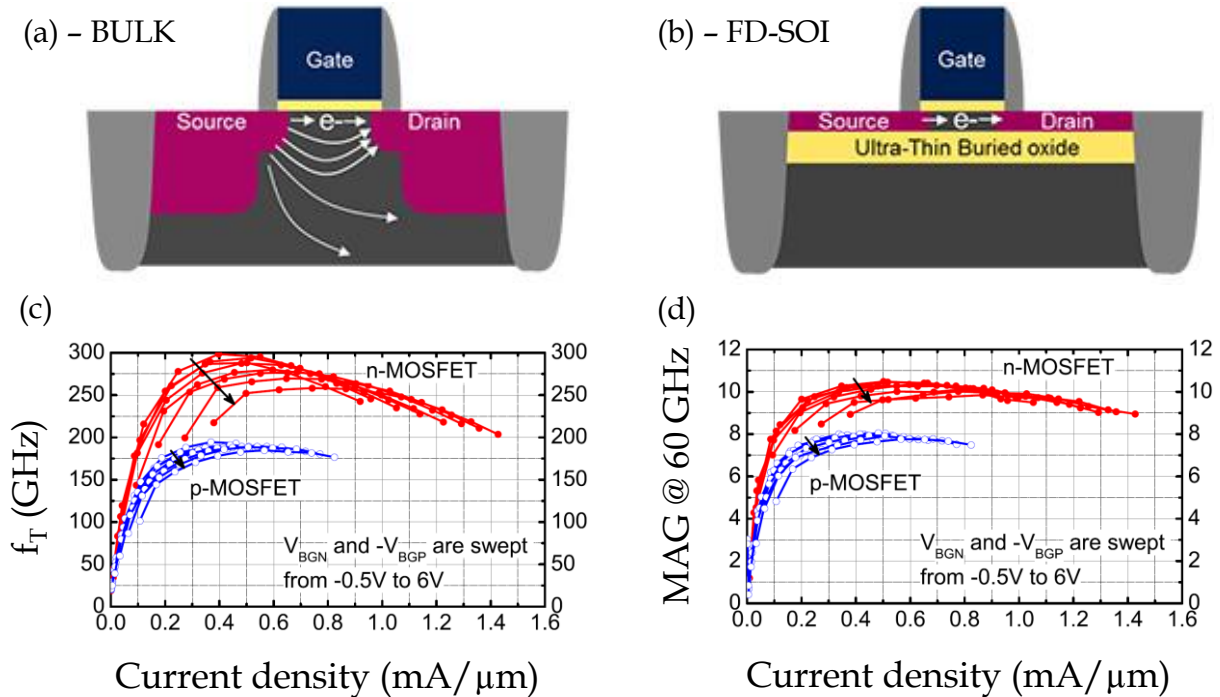 (a) – BULK
Gate
Source
e-
Drain
(b) – FD-SOI
Gate
Source
e-
Drain
Ultra-Thin Buried oxide
(c)
f_T (GHz)
300
250
200
150
100
50
0
300
250
200
150
100
50
0
n-MOSFET
p-MOSFET
V_BGN and -V_BGP are swept
from -0.5V to 6V
0.0 0.2 0.4 0.6 0.8 1.0 1.2 1.4 1.6
Current density (mA/µm)
(d)
MAG @ 60 GHz
12
10
8
6
4
2
0
12
10
8
6
4
2
0
n-MOSFET
p-MOSFET
V_BGN and -V_BGP are swept
from -0.5V to 6V
0.0 0.2 0.4 0.6 0.8 1.0 1.2 1.4 1.6
Current density (mA/µm)